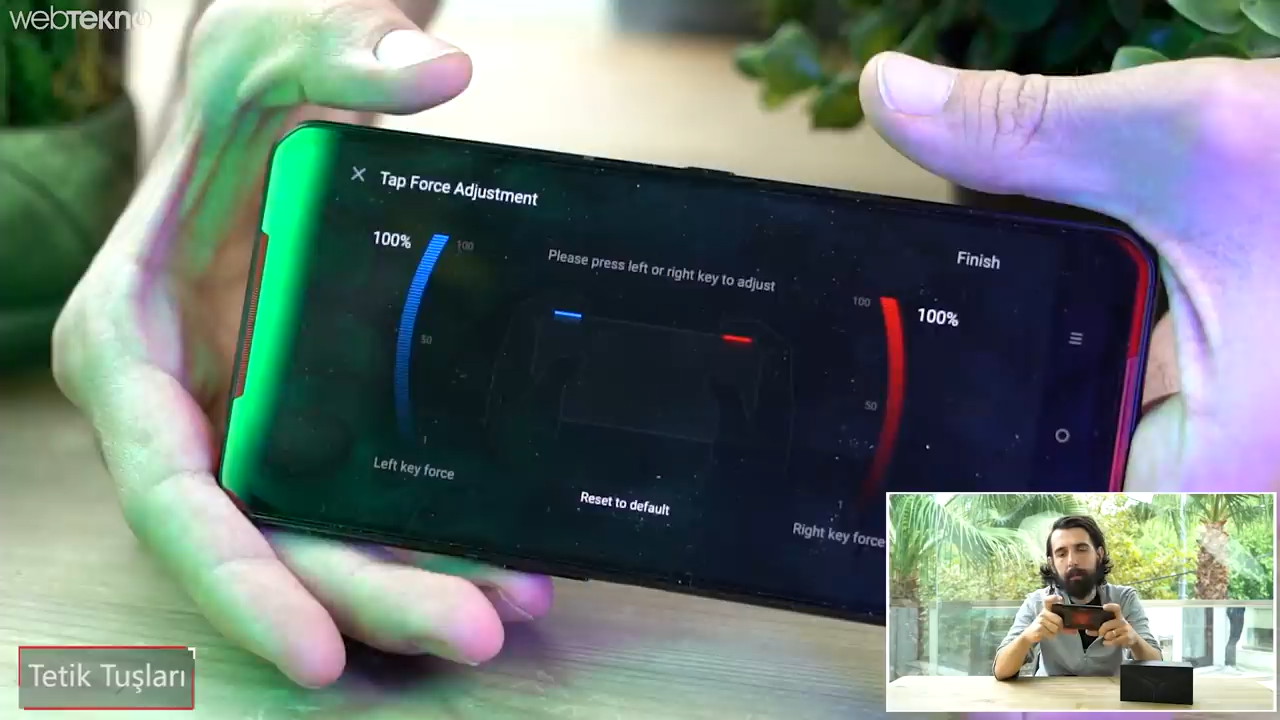 webTEKNO
Tap Force Adjustment
100%
100
50
Left key force
Please press left or right key to adjust
Reset to default
Finish
100
100%
50
1
Right key force
Tetik Tuşları